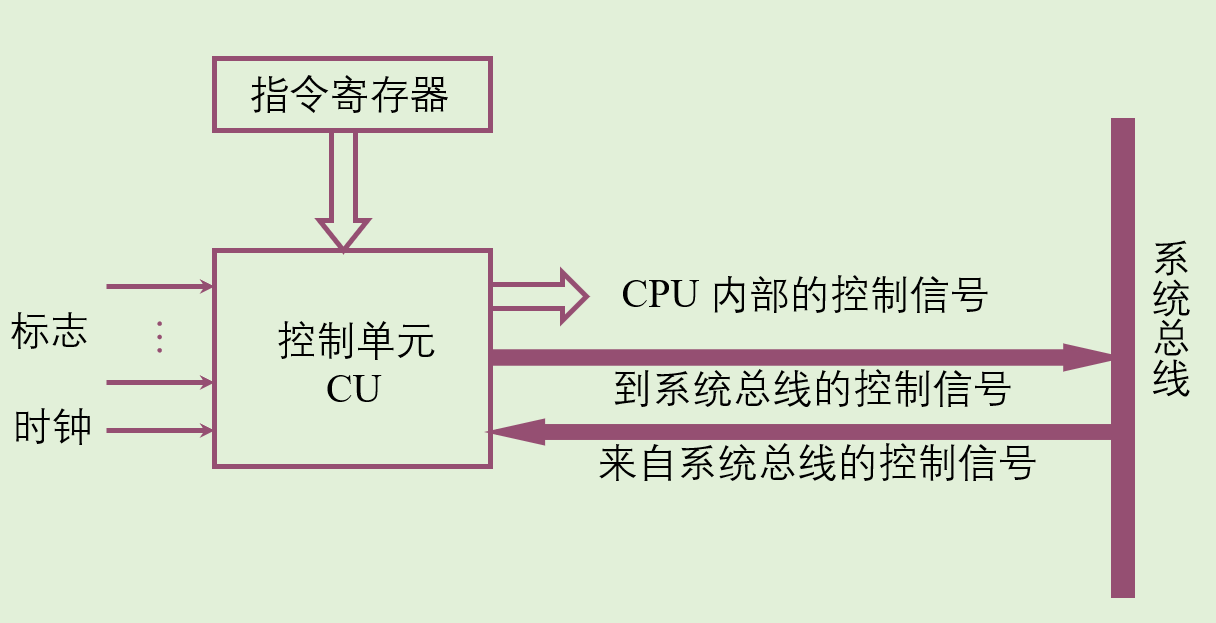 指令寄存器
标志
时钟
控制单元
CU
CPU 内部的控制信号
到系统总线的控制信号
来自系统总线的控制信号
系统总线